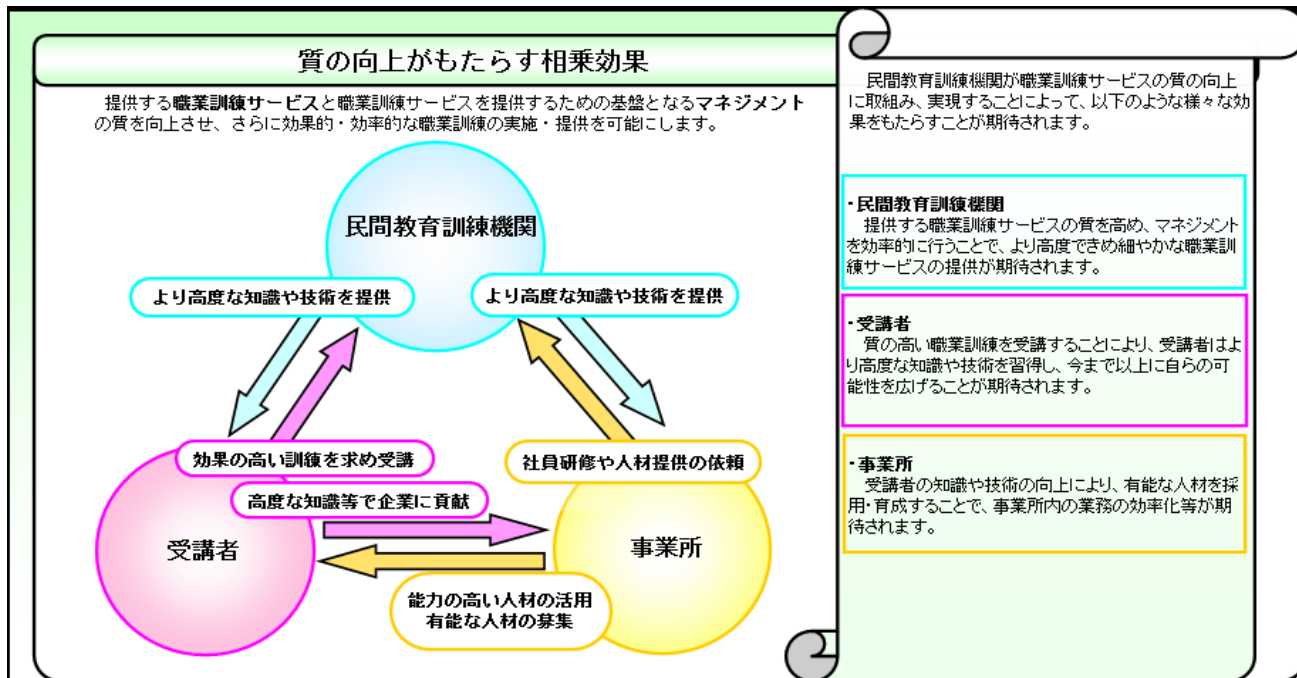 質の向上がもたらす相乗効果
提供する職業訓練サービスと職業訓練サービスを提供するための基盤となるマネジメント
の質を向上させ、さらに効果的・効率的な職業訓練の実施・提供を可能にします。
民間教育訓練機関
より高度な知識や技術を提供
より高度な知識や技術を提供
効果の高い訓練を求め受講
社員研修や人材提供の依頼
高度な知識等で企業に貢献
受講者
事業所
能力の高い人材の活用
有能な人材の募集
民間教育訓練機関が職業訓練サービスの質の向上
に取組み、実現することによって、以下のような様々な効
果をもたらすことが期待されます。
・民間教育訓練機関
提供する職業訓練サービスの質を高め、マネジメント
を効率的に行うことで、より高度できめ細やかな職業訓
練サービスの提供が期待されます。
・受講者
質の高い職業訓練を受講することにより、受講者はよ
り高度な知識や技術を習得し、今まで以上に自らの可
能性を広げることが期待されます。
・事業所
受講者の知識や技術の向上により、有能な人材を採
用・育成することで、事業所内の業務の効率化等が期
待されます。